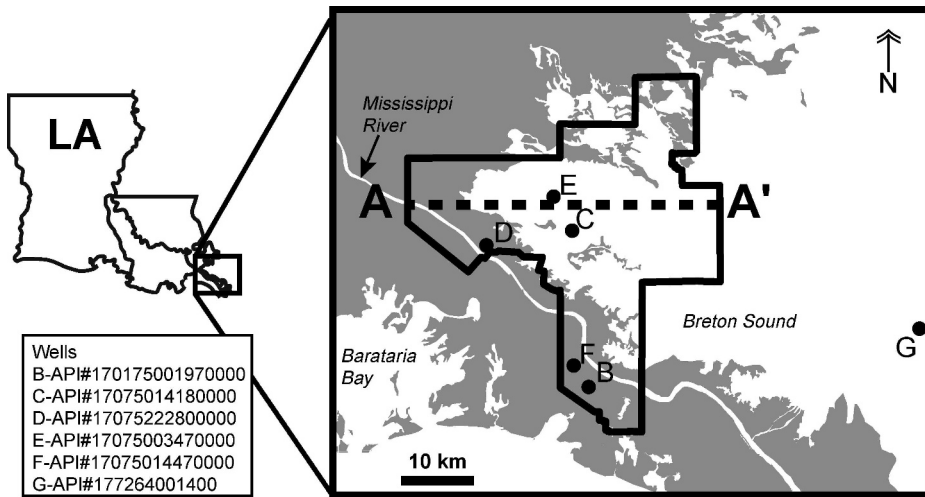 LA
Wells
B-API#170175001970000
C-API#17075014180000
D-API#17075222800000
E-API#17075003470000
F-API#17075014470000
G-API#177264001400
Mississippi
River
N
A
A'
E
C
D
Breton Sound
G
Barataria
Bay
F
B
10 km